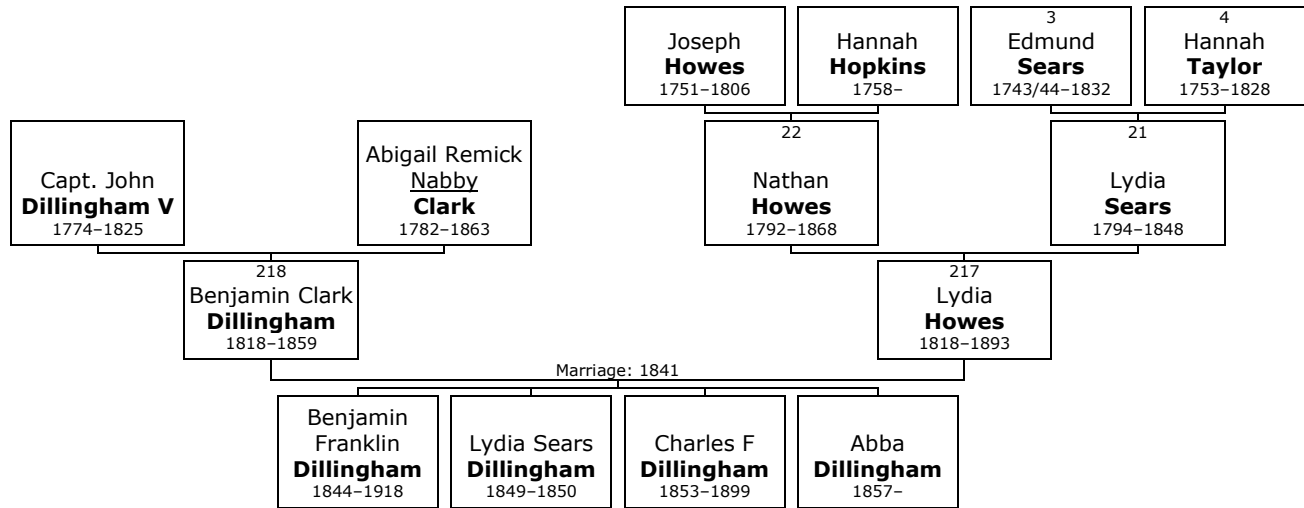 Joseph
Howes
1751–1806
Hannah
Hopkins
1758–
3
Edmund
Sears
1743/44–1832
4
Hannah
Taylor
1753–1828
Capt. John
Dillingham V
1774–1825
Abigail Remick
Nabby
Clark
1782–1863
22
Nathan
Howes
1792–1868
21
Lydia
Sears
1794–1848
218
Benjamin Clark
Dillingham
1818–1859
217
Lydia
Howes
1818–1893
Marriage: 1841
Benjamin
Franklin
Dillingham
1844–1918
Lydia Sears
Dillingham
1849–1850
Charles F
Dillingham
1853–1899
Abba
Dillingham
1857–